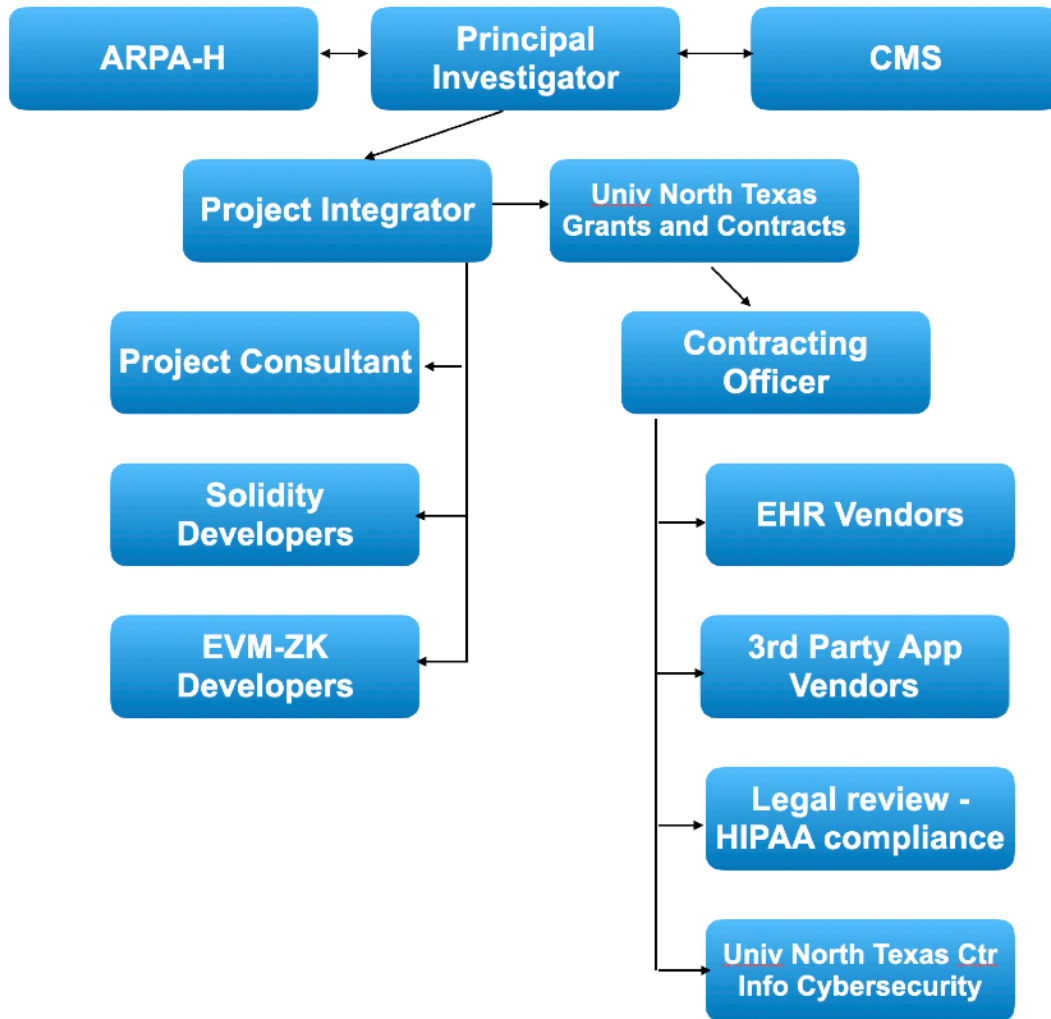 ARPA-H
Principal
Investigator
CMS
Project Integrator
Univ North Texas
Grants and Contracts
Project Consultant
Contracting
Officer
Solidity
Developers
EHR Vendors
EVM-ZK
Developers
3rd Party App
Vendors
Legal review -
HIPAA compliance
Univ North Texas Ctr
Info Cybersecurity